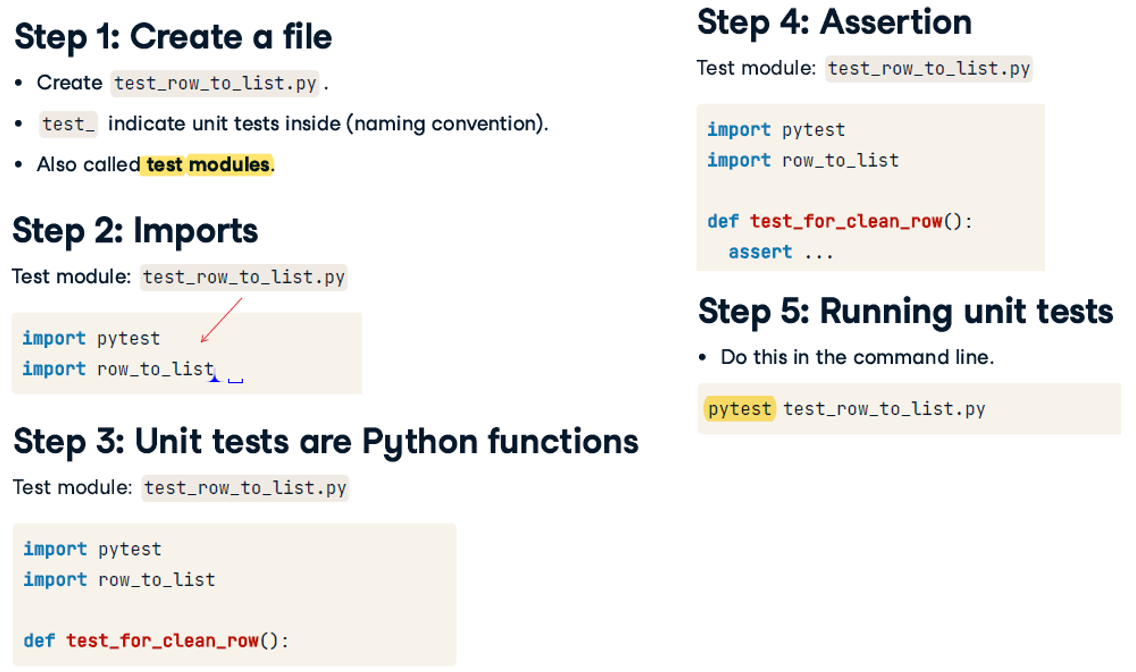 Step 1: Create a file
• Create test_row_to_list.py .
• test_ indicate unit tests inside (naming convention).
• Also called test modules.
Step 2: Imports
Test module: test_row_to_list.py
import pytest
import row_to_list
Step 3: Unit tests are Python functions
Test module: test_row_to_list.py
import pytest
import row_to_list
def test_for_clean_row():
Step 4: Assertion
Test module: test_row_to_list.py
import pytest
import row_to_list
def test_for_clean_row():
  assert ...
Step 5: Running unit tests
• Do this in the command line.
pytest test_row_to_list.py